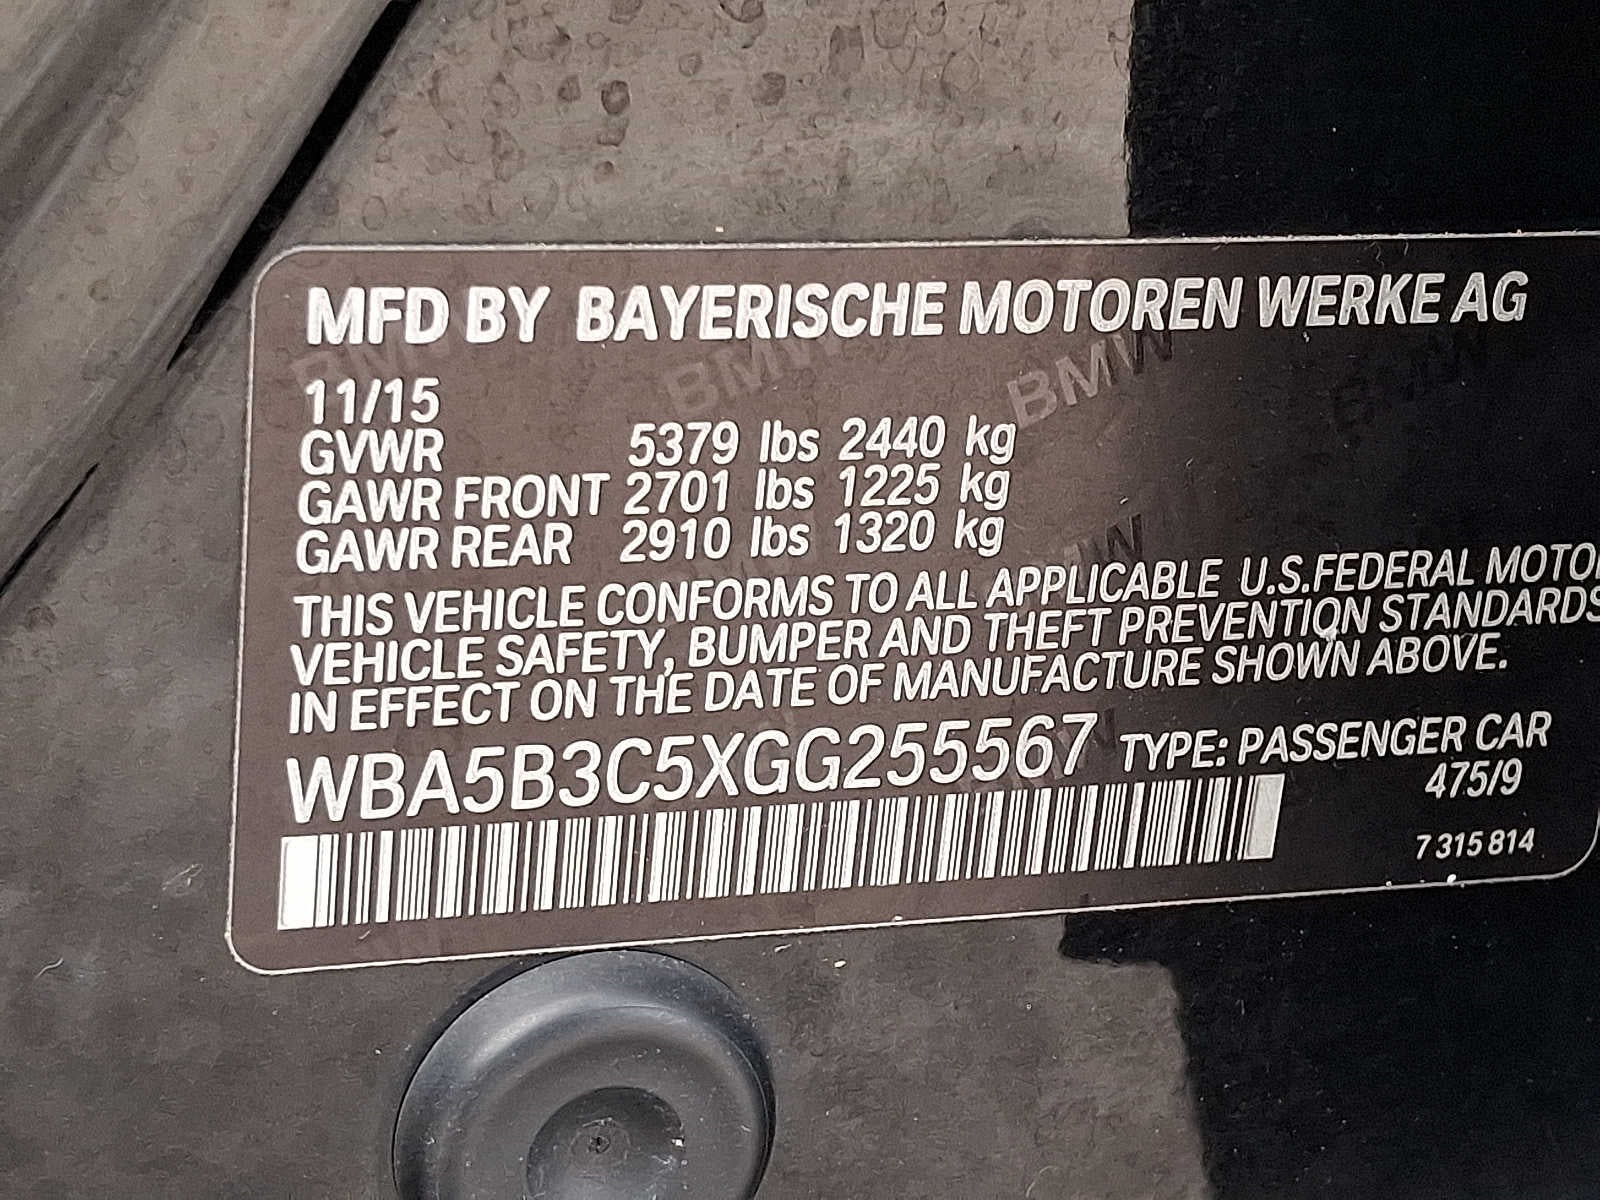 MFD BY BAYERISCHE MOTOREN WERKE AG
11/15
GVWR 5379 lbs 2440 kg
GAWR FRONT 2701 lbs 1225 kg
GAWR REAR 2910 lbs 1320 kg
THIS VEHICLE CONFORMS TO ALL APPLICABLE U.S.FEDERAL MOTOR
VEHICLE SAFETY, BUMPER AND THEFT PREVENTION STANDARDS
IN EFFECT ON THE DATE OF MANUFACTURE SHOWN ABOVE.
WBA5B3C5XGG255567 TYPE: PASSENGER CAR
475/9
7 315 814